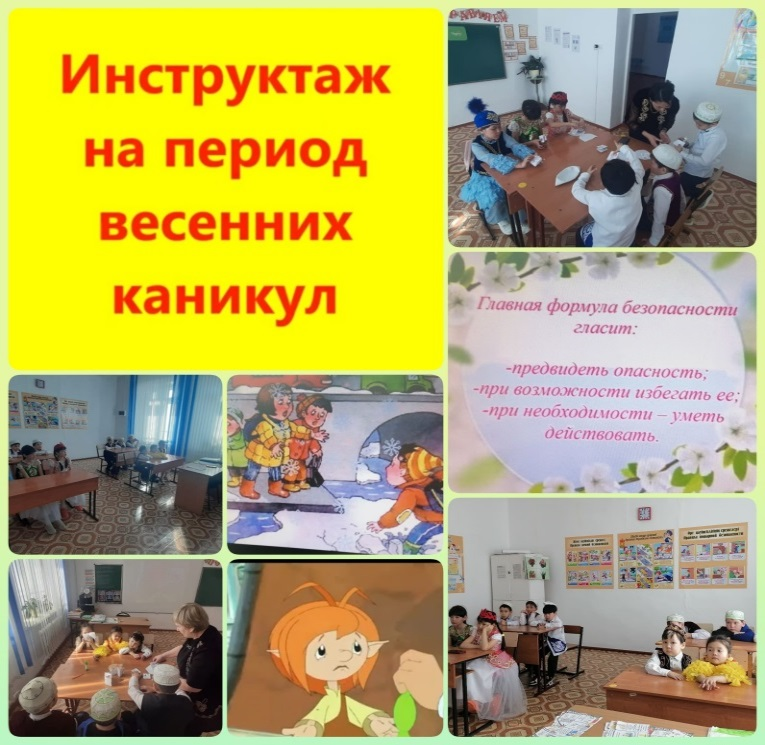 Инструктаж
на период
весенних
каникул
Главная формула безопасности
гласит:
-предвидеть опасность;
-при возможности избегать ее;
-при необходимости – уметь
действовать.